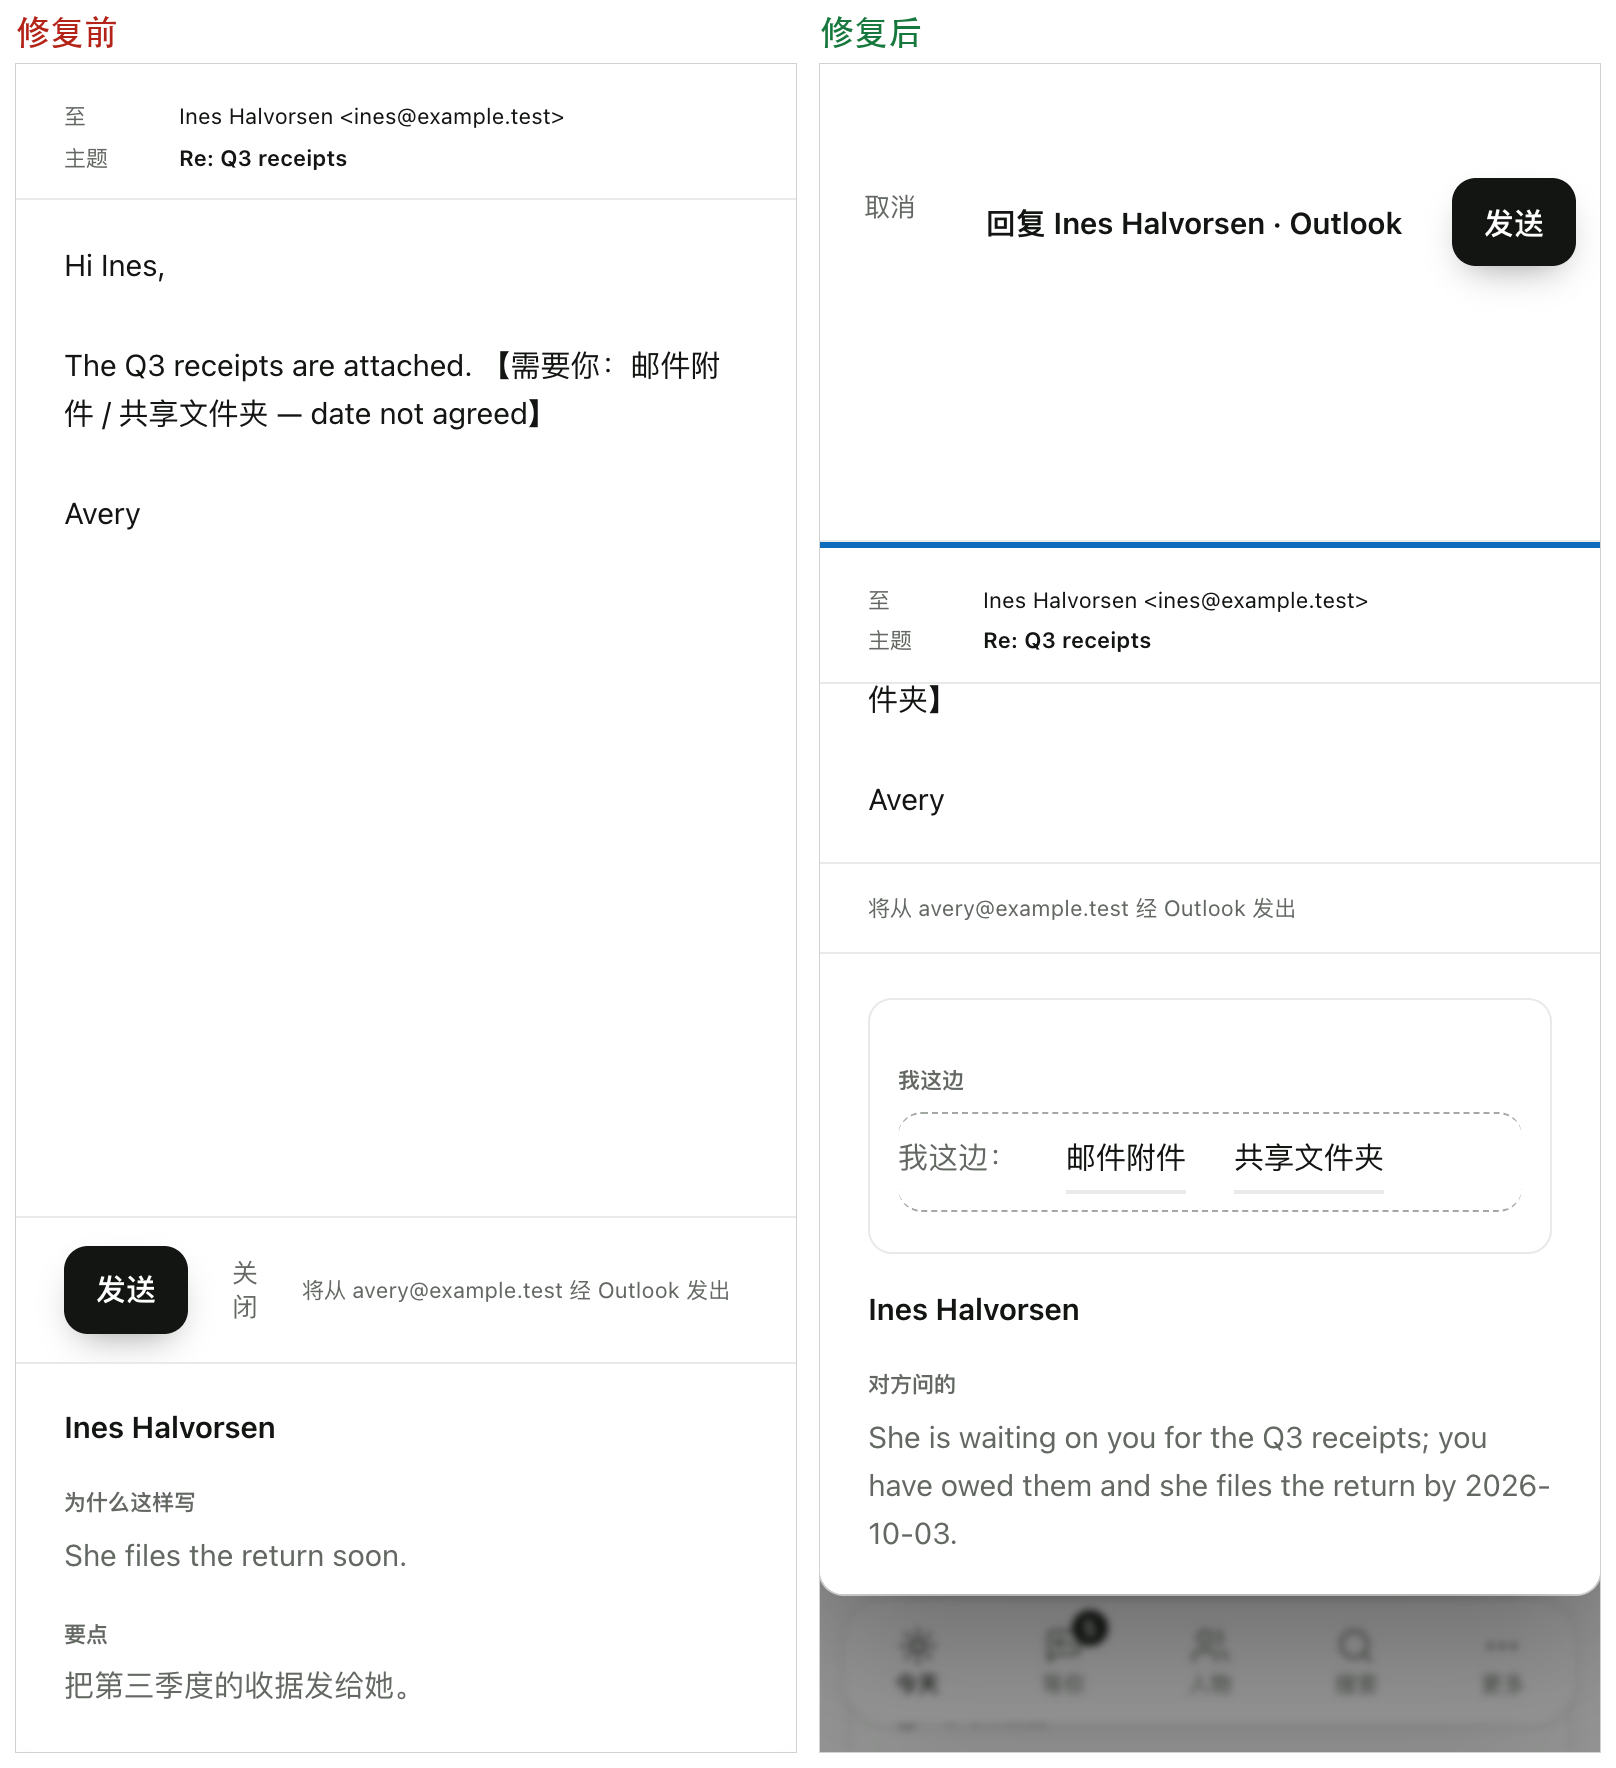 修复前
至 Ines Halvorsen <ines@example.test>
主题 Re: Q3 receipts
Hi Ines,
The Q3 receipts are attached. 【需要你：邮件附
件 / 共享文件夹 — date not agreed】
Avery
发送 关闭 将从 avery@example.test 经 Outlook 发出
Ines Halvorsen
为什么这样写
She files the return soon.
要点
把第三季度的收据发给她。
修复后
取消 回复 Ines Halvorsen · Outlook 发送
至 Ines Halvorsen <ines@example.test>
主题 Re: Q3 receipts
件夹】
Avery
将从 avery@example.test 经 Outlook 发出
我这边
我这边： 邮件附件 共享文件夹
Ines Halvorsen
对方问的
She is waiting on you for the Q3 receipts; you
have owed them and she files the return by 2026-
10-03.
今天 人物 搜索 更多